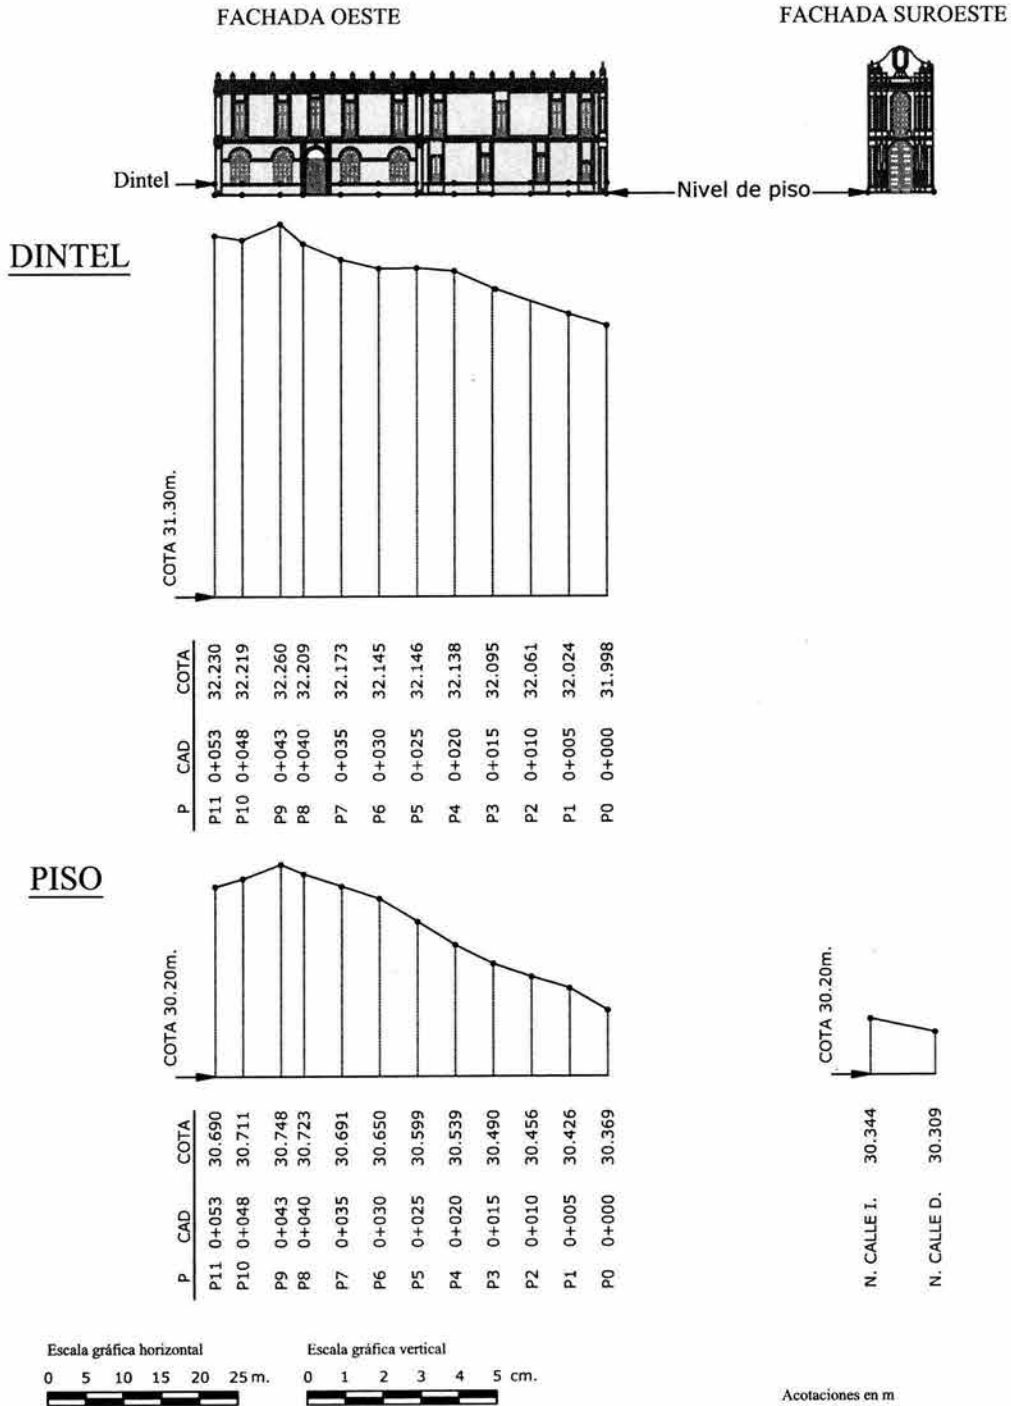 FACHADA OESTE
FACHADA SUROESTE
Dintel
Nivel de piso
DINTEL
COTA 31.30m.
P CAD COTA
P11 0+053 32.230
P10 0+048 32.219
P9 0+043 32.260
P8 0+040 32.209
P7 0+035 32.173
P6 0+030 32.145
P5 0+025 32.146
P4 0+020 32.138
P3 0+015 32.095
P2 0+010 32.061
P1 0+005 32.024
P0 0+000 31.998
PISO
COTA 30.20m.
P CAD COTA
P11 0+053 30.690
P10 0+048 30.711
P9 0+043 30.748
P8 0+040 30.723
P7 0+035 30.691
P6 0+030 30.650
P5 0+025 30.599
P4 0+020 30.539
P3 0+015 30.490
P2 0+010 30.456
P1 0+005 30.426
P0 0+000 30.369
COTA 30.20m.
N. CALLE I. 30.344
N. CALLE D. 30.309
Escala gráfica horizontal
0 5 10 15 20 25 m.
Escala gráfica vertical
0 1 2 3 4 5 cm.
Acotaciones en m